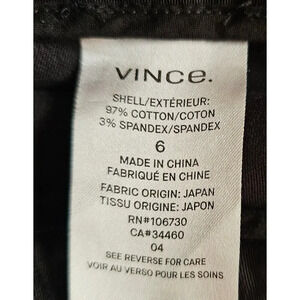 VINCE.
SHELL/EXTÉRIEUR:
97% COTTON/COTON
3% SPANDEX/SPANDEX
6
MADE IN CHINA
FABRIQUÉ EN CHINE
FABRIC ORIGIN: JAPAN
TISSU ORIGINE: JAPON
RN#106730
CA#34460
04
SEE REVERSE FOR CARE
VOIR AU VERSO POUR LES SOINS